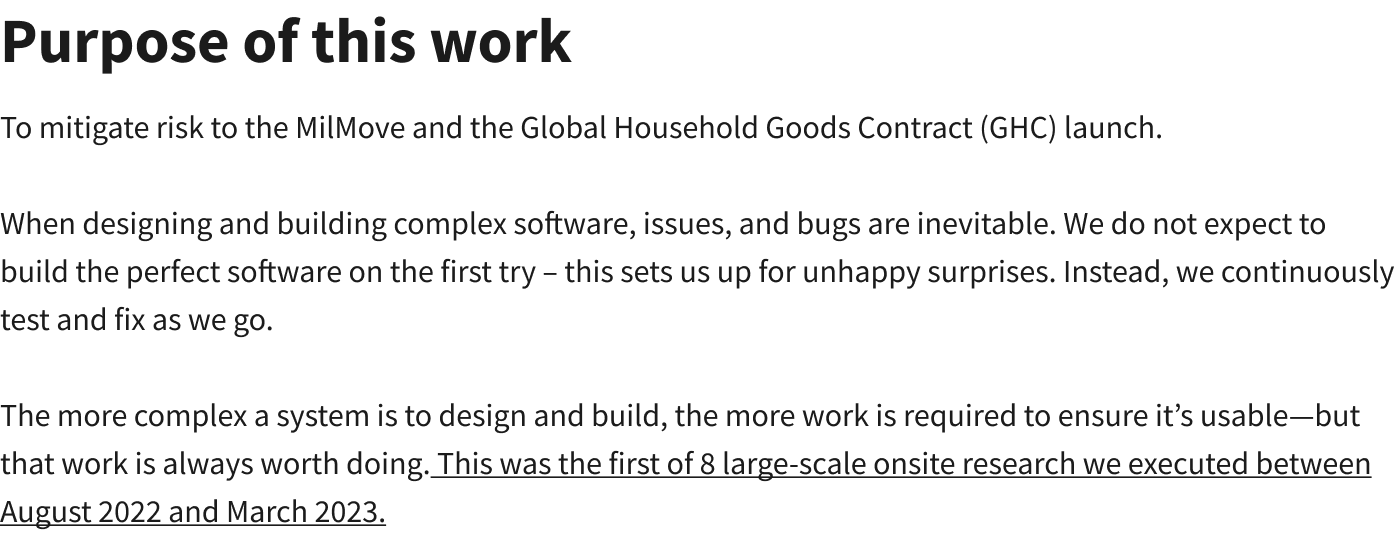 Purpose of this work
To mitigate risk to the MilMove and the Global Household Goods Contract (GHC) launch.
When designing and building complex software, issues, and bugs are inevitable. We do not expect to
build the perfect software on the first try – this sets us up for unhappy surprises. Instead, we continuously
test and fix as we go.
The more complex a system is to design and build, the more work is required to ensure it’s usable—but
that work is always worth doing. This was the first of 8 large-scale onsite research we executed between
August 2022 and March 2023.